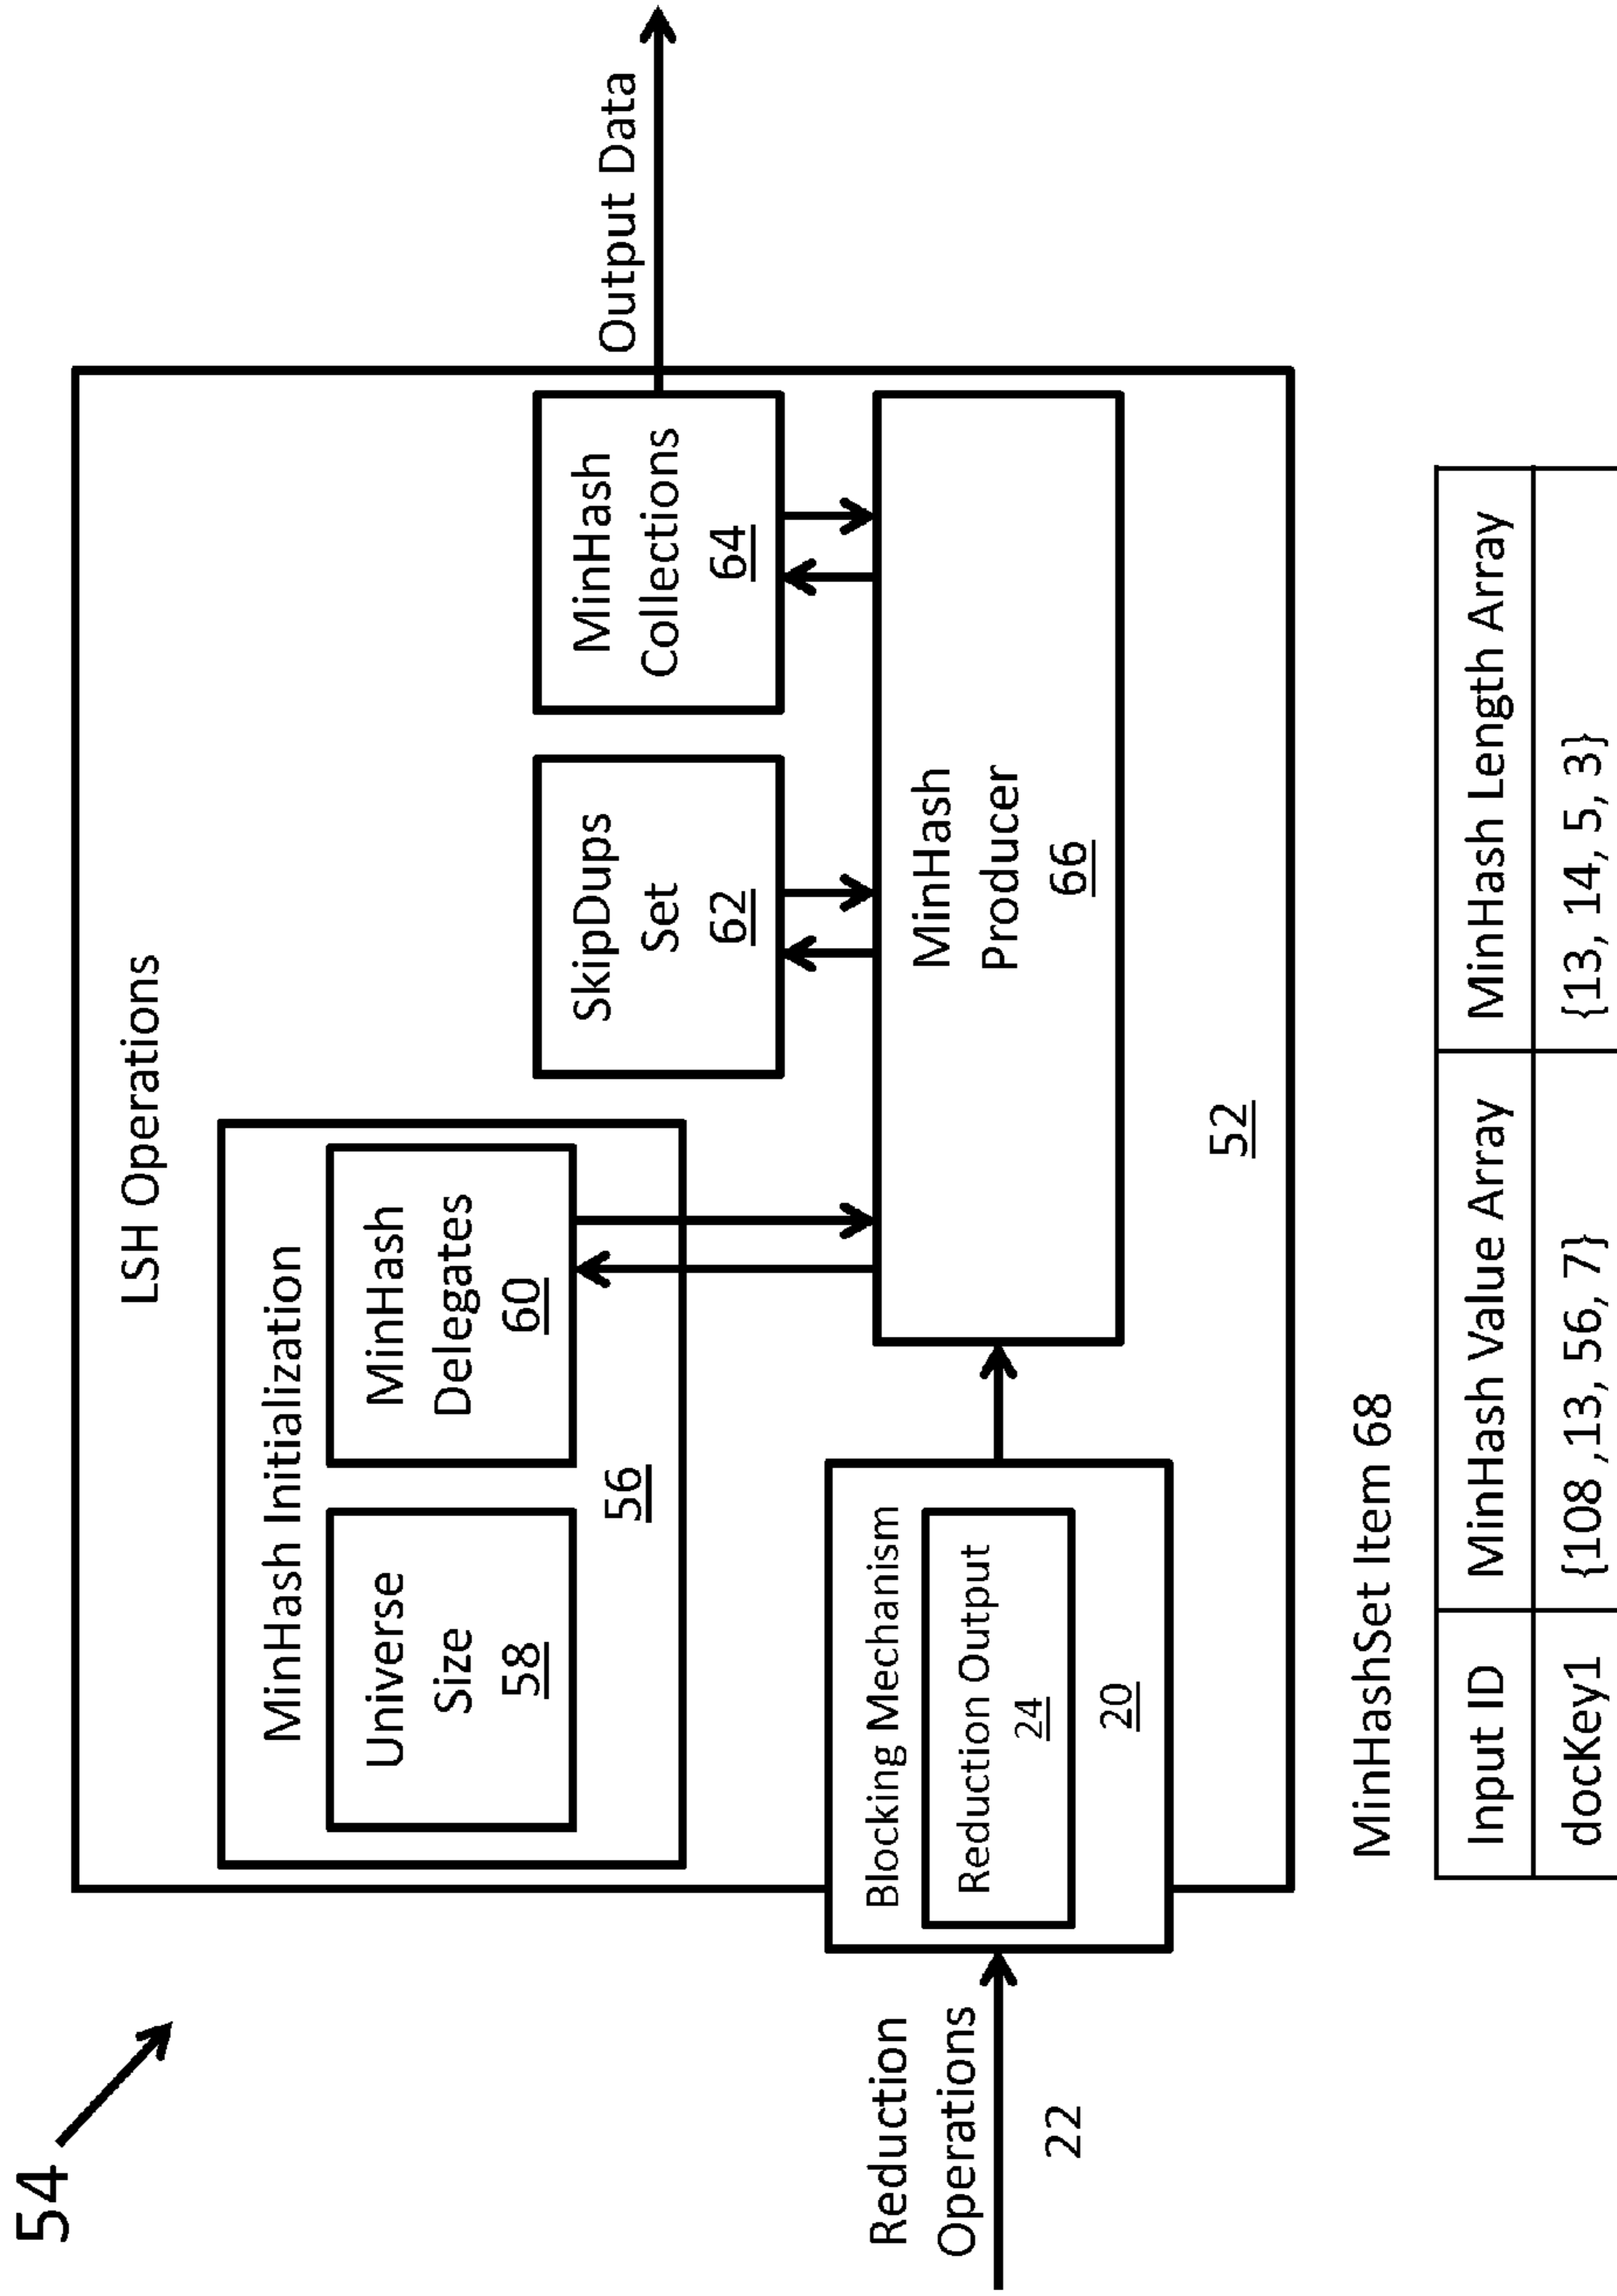 54
LSH Operations
MinHash Initialization
Universe
Size
58
MinHash
Delegates
60
56
SkipDups
Set
62
MinHash
Collections
64
Output Data
Reduction
Operations
22
Blocking Mechanism
Reduction Output
24
20
MinHash
Producer
66
52
MinHashSet Item 68
Input ID
MinHash Value Array
MinHash Length Array
docKey1
{108 ,13, 56, 7}
{13, 14, 5, 3}